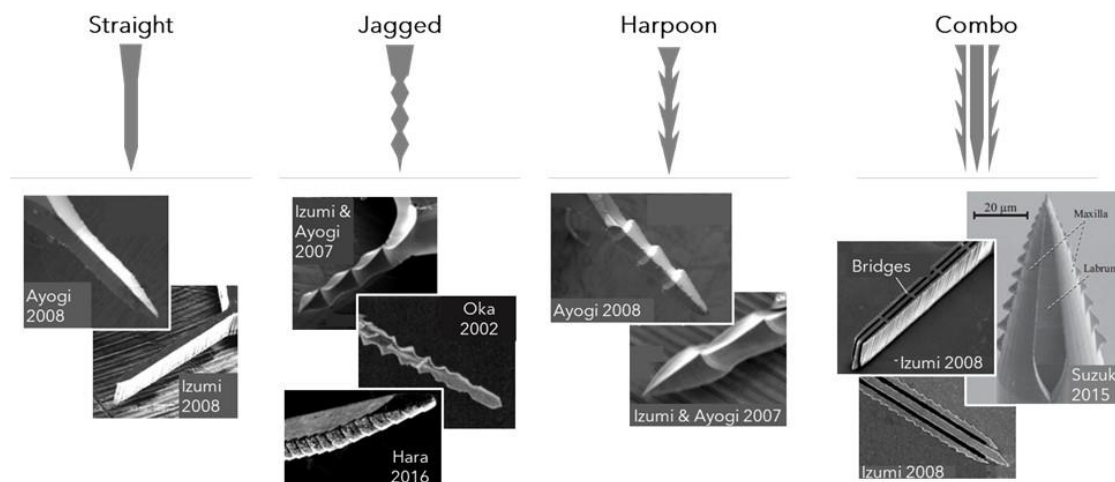 Straight
Jagged
Harpoon
Combo
Ayogi
2008
Izumi
2008
Izumi &
Ayogi
2007
Oka
2002
Hara
2016
Ayogi 2008
Izumi & Ayogi 2007
20 µm
Maxilla
Labrum
Bridges
Izumi 2008
Suzuki
2015
Izumi 2008